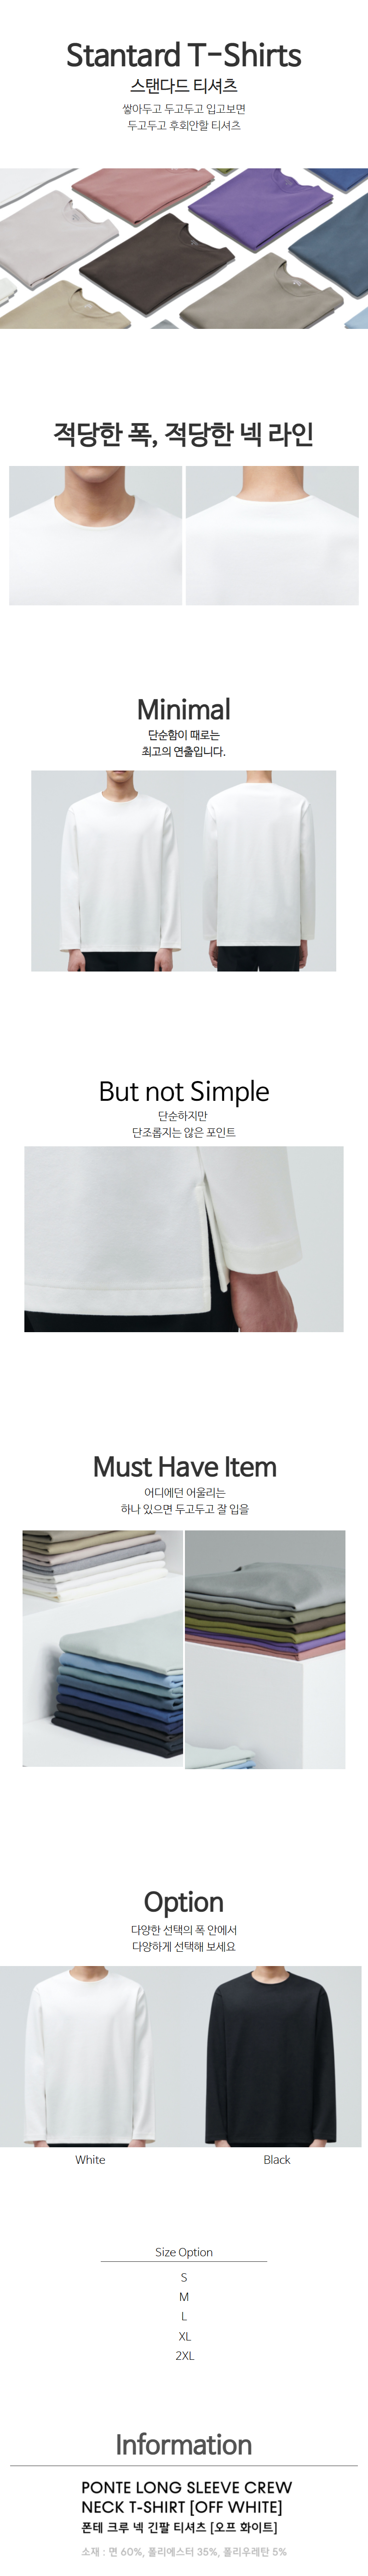 Stantard T-Shirts
스탠다드 티셔츠
쌓아두고 두고두고 입고보면
두고두고 후회안할 티셔츠
적당한 폭, 적당한 넥 라인
Minimal
단순함이 때로는
최고의 연출입니다.
But not Simple
단순하지만
단조롭지는 않은 포인트
Must Have Item
어디에던 어울리는
하나 있으면 두고두고 잘 입을
Option
다양한 선택의 폭 안에서
다양하게 선택해 보세요
White
Black
Size Option
S
M
L
XL
2XL
Information
PONTE LONG SLEEVE CREW
NECK T-SHIRT [OFF WHITE]
폰테 크루 넥 긴팔 티셔츠 [오프 화이트]
소재 : 면 60%, 폴리에스터 35%, 폴리우레탄 5%